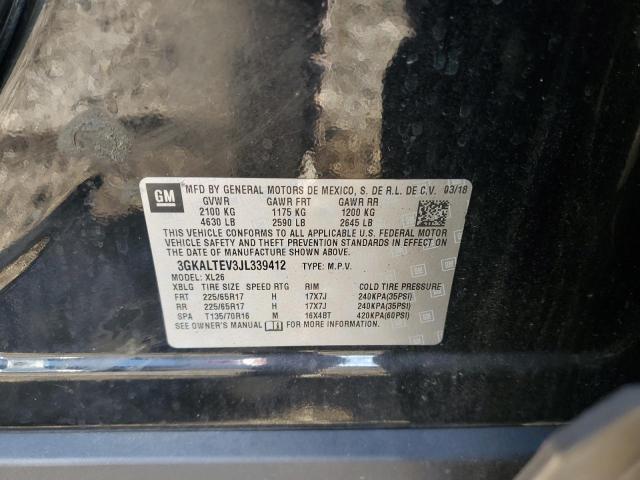 GM
MFD BY GENERAL MOTORS DE MEXICO, S. DE R.L. DE C.V. 03/18
GVWR GAWR FRT GAWR RR
2100 KG 1175 KG 1200 KG
4630 LB 2590 LB 2645 LB
THIS VEHICLE CONFORMS TO ALL APPLICABLE U.S. FEDERAL MOTOR
VEHICLE SAFETY AND THEFT PREVENTION STANDARDS
IN EFFECT ON THE DATE OF
MANUFACTURE SHOWN ABOVE.
3GKALTEV3JL339412 TYPE: M.P.V.
MODEL: XL26
XBLG TIRE SIZE SPEED RTG RIM COLD TIRE PRESSURE
FRT 225/65R17 H 17X7J 240KPA(35PSI)
RR 225/65R17 H 17X7J 240KPA(35PSI)
SPA T135/70R16 M 16X4BT 420KPA(60PSI)
SEE OWNER'S MANUAL FOR MORE INFORMATION.